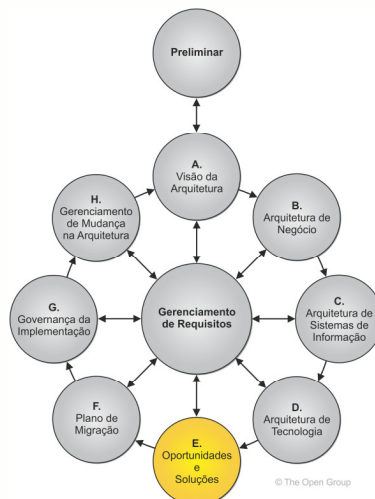 Preliminar
A.
Visão da
Arquitetura
H.
Gerenciamento
de Mudança
na Arquitetura
B.
Arquitetura de
Negócio
G.
Governança da
Implementação
Gerenciamento
de Requisitos
C.
Arquitetura de
Sistemas de
Informação
F.
Plano de
Migração
D.
Arquitetura de
Tecnologia
E.
Oportunidades
e
Soluções
© The Open Group